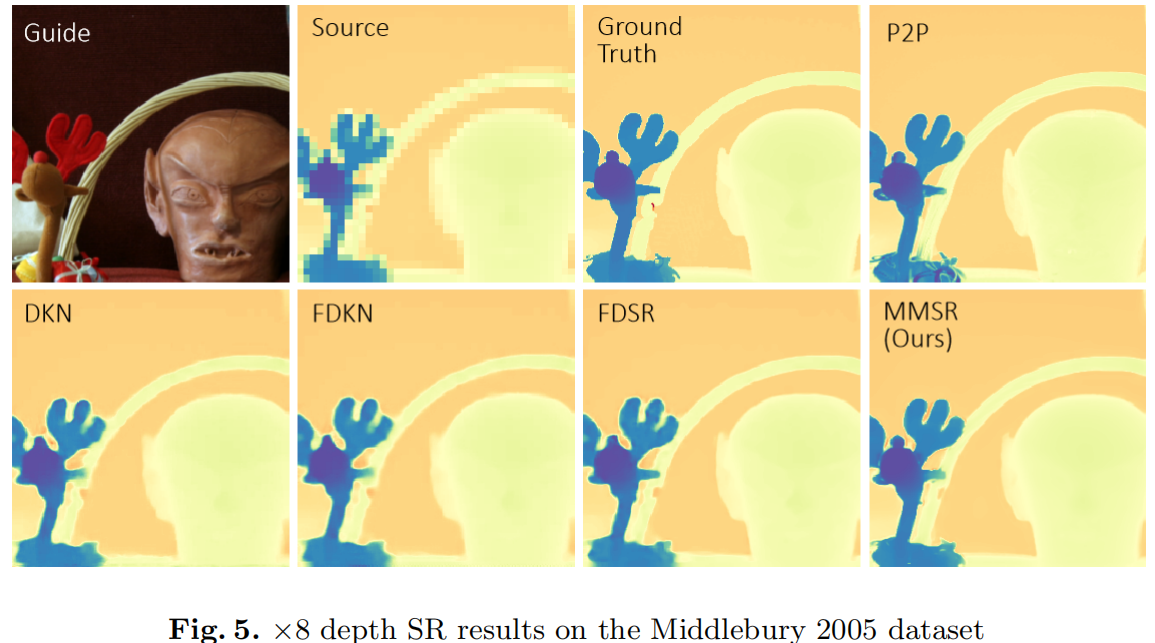 Guide
Source
Ground
Truth
P2P
DKN
FDKN
FDSR
MMSR
(Ours)
Fig. 5. ×8 depth SR results on the Middlebury 2005 dataset